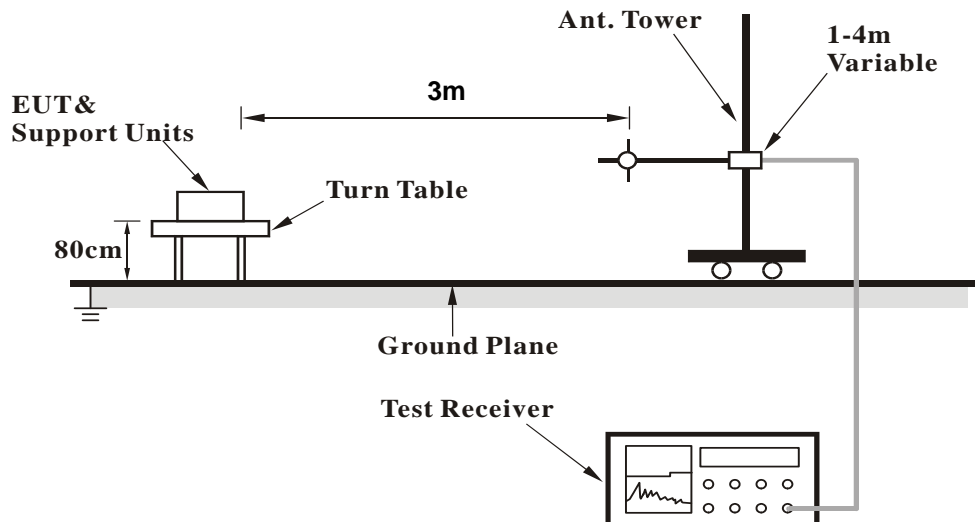 Ant. Tower
1-4m
Variable
3m
EUT&
Support Units
Turn Table
80cm
Ground Plane
Test Receiver